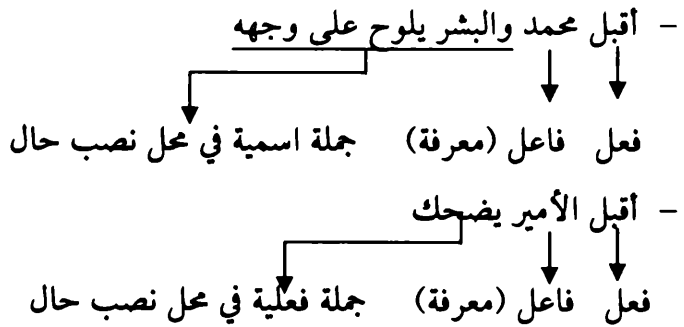 - أقبل محمد والبشر يلوح على وجهه
فعل فاعل (معرفة) جملة اسمية في محل نصب حال
- أقبل الأمير يضحك
فعل فاعل (معرفة) جملة فعلية في محل نصب حال